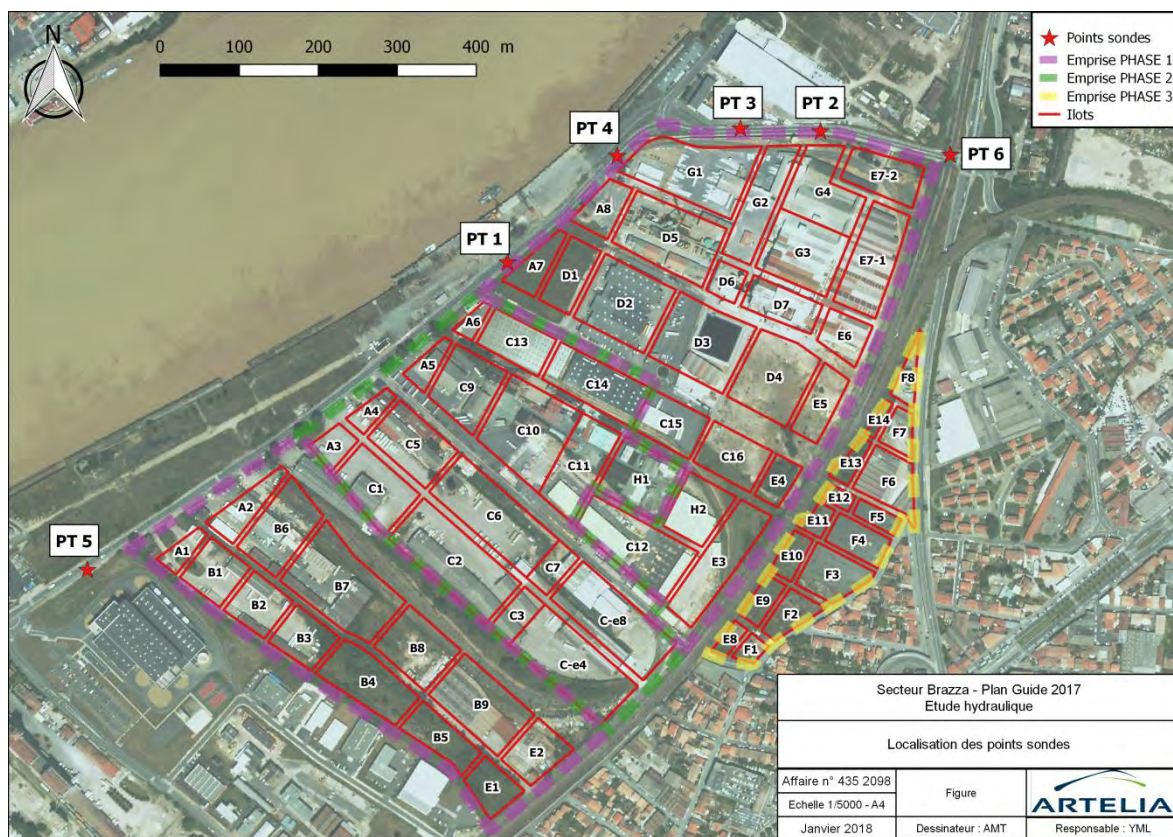 N
0 100 200 300 400 m
Points sondes
Emprise PHASE 1
Emprise PHASE 2
Emprise PHASE 3
Ilots
PT 3
PT 2
PT 4
PT 6
PT 1
PT 5
G1
G2
G4
E7-2
A8
D5
G3
E7-1
A7
D1
D2
D6
D7
E6
A6
C13
D3
D4
A5
C9
C14
E5
F8
A4
C5
C10
C15
E14
F7
A3
C11
C16
E4
E13
F6
C1
H1
E12
F5
A2
B6
C6
H2
E11
F4
A1
B1
B7
C2
C12
E3
E10
F3
B2
C7
E9
F2
B3
C3
C-e8
E8
F1
B4
B8
C-e4
B5
B9
E2
E1
Secteur Brazza - Plan Guide 2017
Etude hydraulique
Localisation des points sondes
Affaire n° 435 2098
Figure
ARTELIA
Echelle 1/5000 - A4
Janvier 2018
Dessinateur : AMT
Responsable : YML